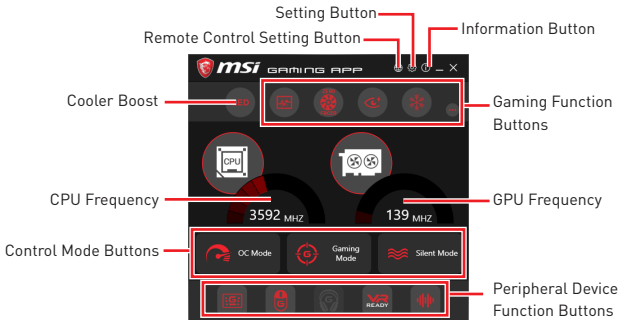 Setting Button
Remote Control Setting Button
Information Button
msi GAMING APP
Cooler Boost
ED
Gaming Function
Buttons
CPU
CPU Frequency
GPU Frequency
3592 MHZ
139 MHZ
Control Mode Buttons
OC Mode
G
Gaming
Mode
Silent Mode
G
G
G
VR
READY
Peripheral Device
Function Buttons